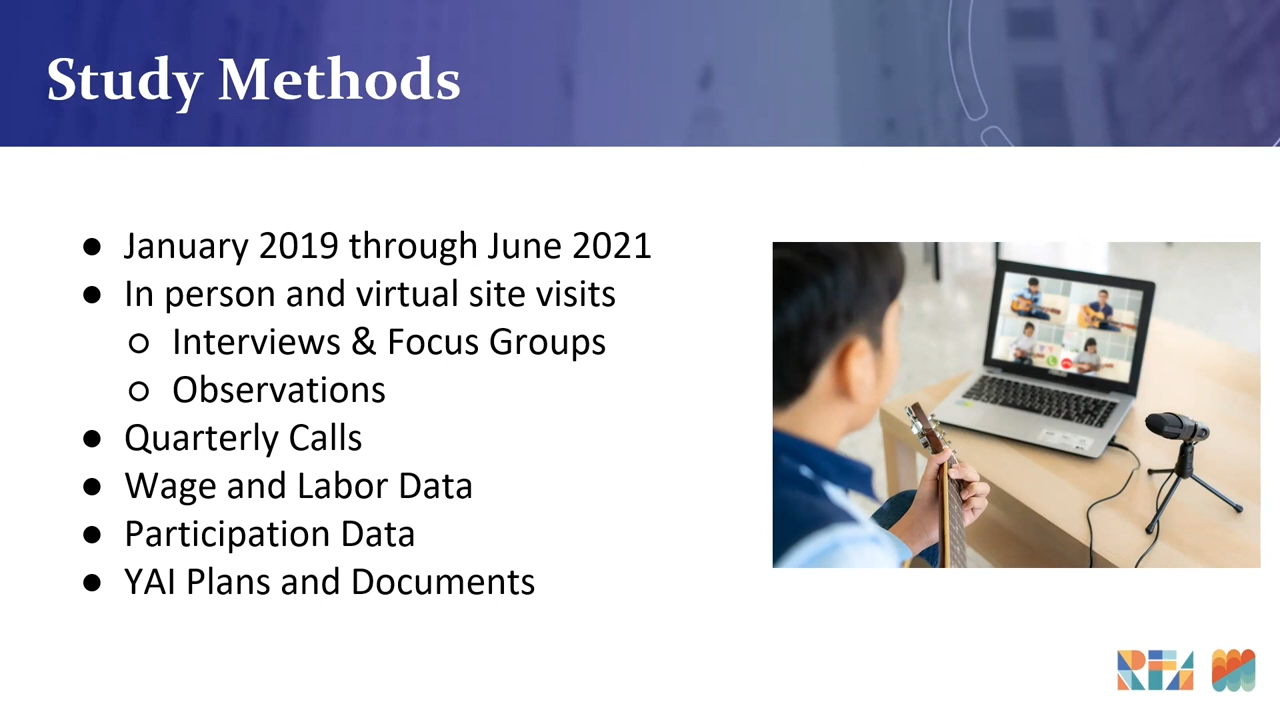 Study Methods
● January 2019 through June 2021
● In person and virtual site visits
○ Interviews & Focus Groups
○ Observations
● Quarterly Calls
● Wage and Labor Data
● Participation Data
● YAI Plans and Documents
RFA